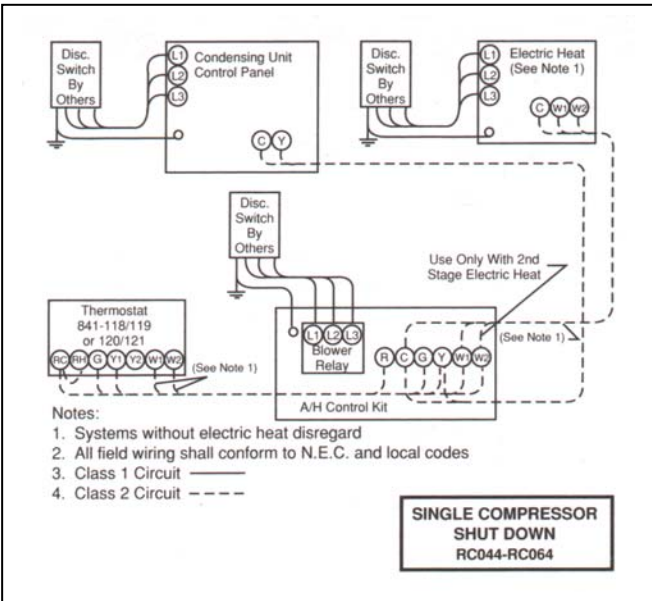 Disc.
Switch
By
Others
L1
L2
L3
Condensing Unit
Control Panel
C Y
Disc.
Switch
By
Others
L1
L2
L3
Electric Heat
(See Note 1)
C W1 W2
Disc.
Switch
By
Others
Use Only With 2nd
Stage Electric Heat
Thermostat
841-118/119
or 120/121
RC RH G Y1 Y2 W1 W2
(See Note 1)
L1 L2 L3
Blower
Relay
R C G Y W1 W2
(See Note 1)
A/H Control Kit
Notes:
1. Systems without electric heat disregard
2. All field wiring shall conform to N.E.C. and local codes
3. Class 1 Circuit
4. Class 2 Circuit
SINGLE COMPRESSOR
SHUT DOWN
RC044-RC064